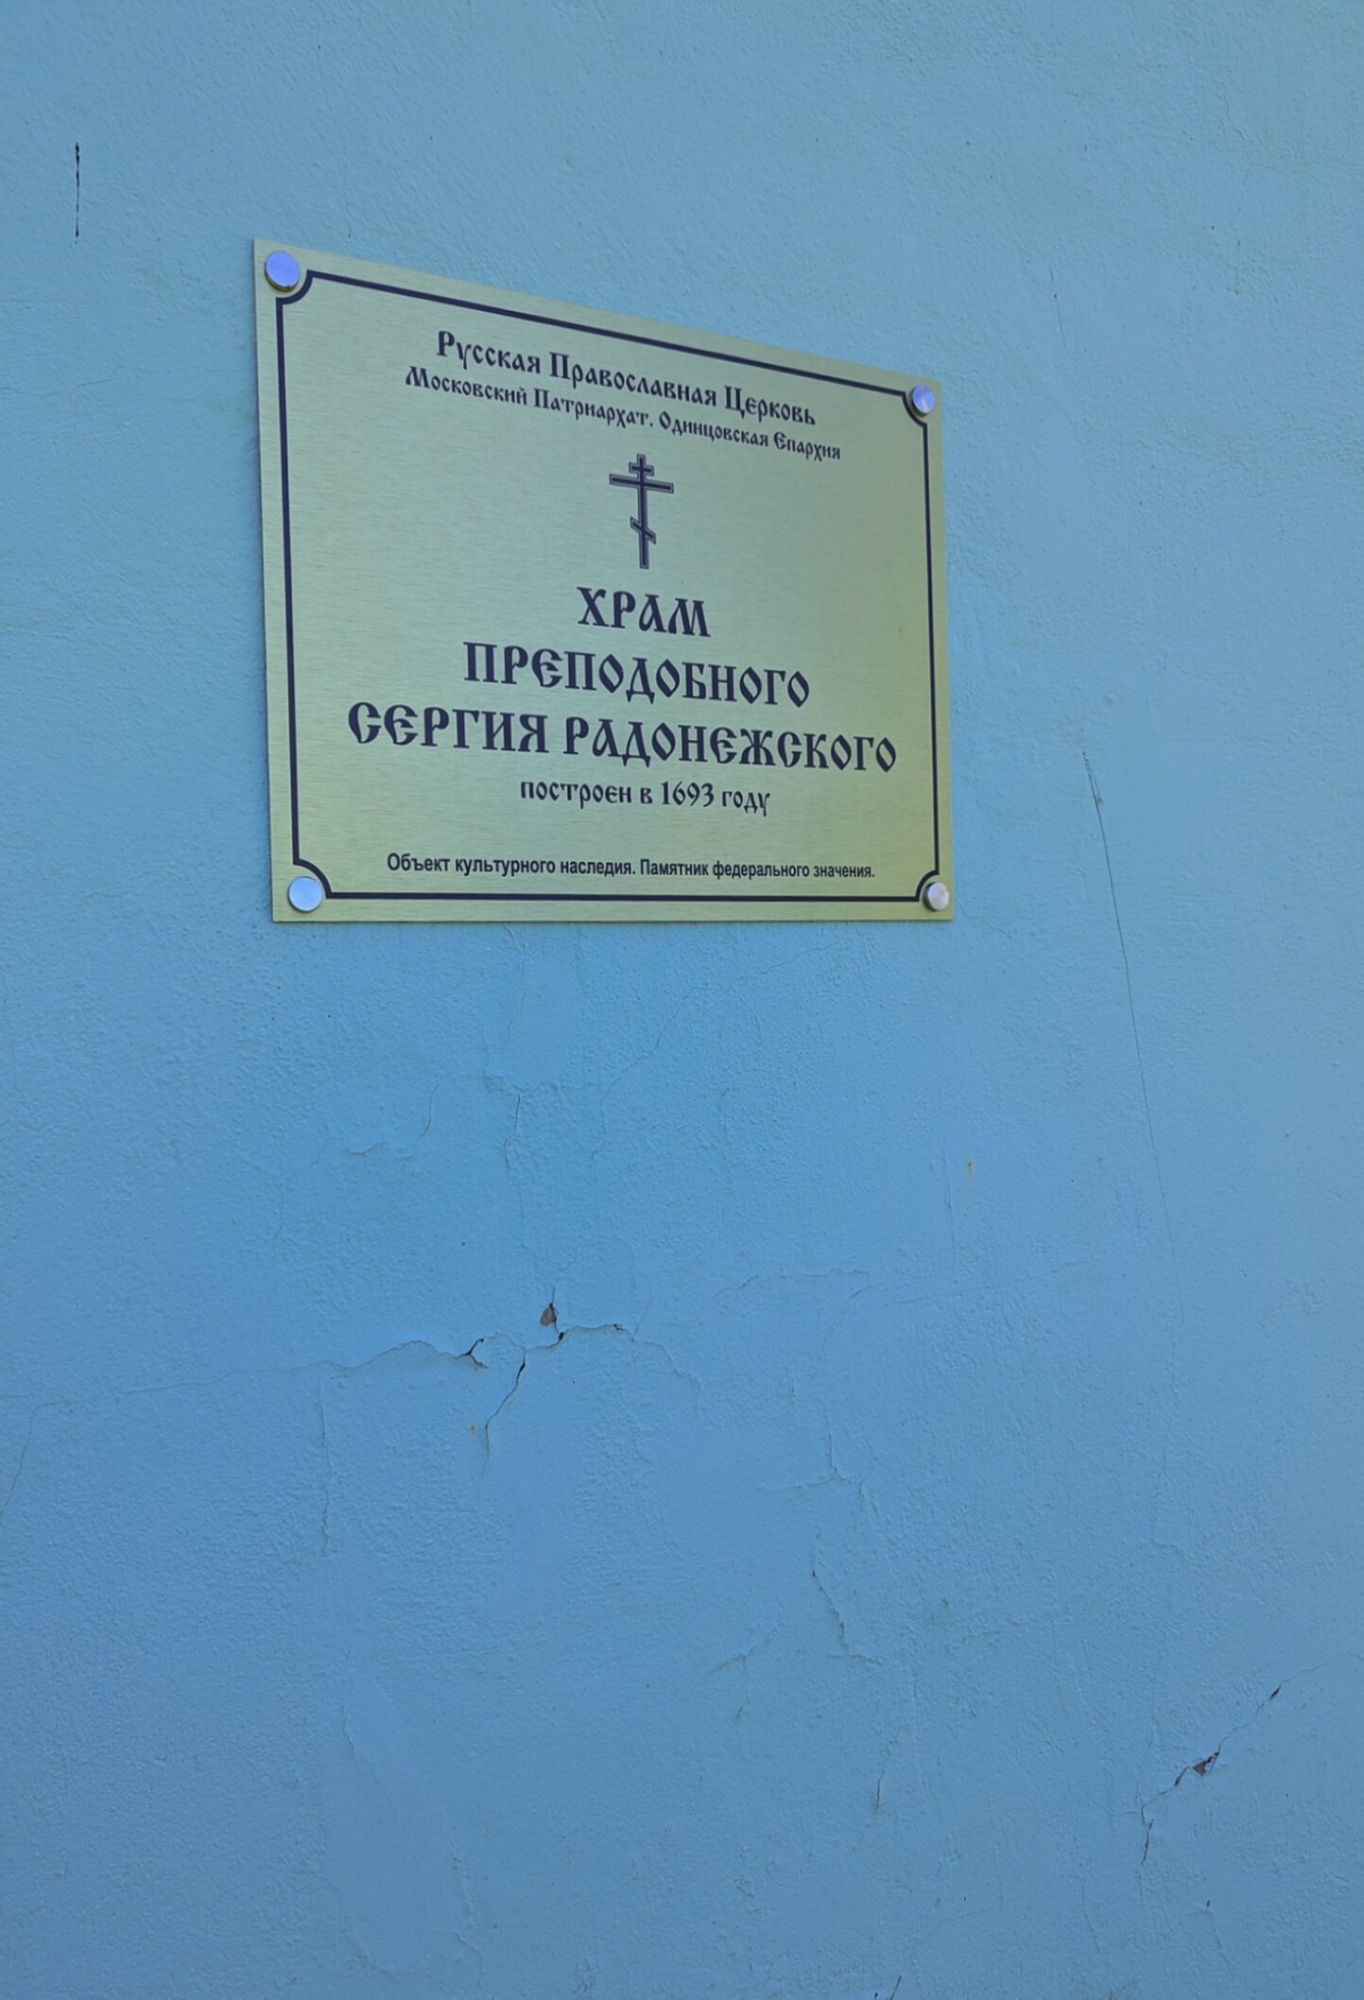 Русская Православная Церковь
Московский Патриархат. Одинцовская Епархия
ХРАМ
ПРЕПОДОБНОГО
СЕРГИЯ РАДОНЕЖСКОГО
построен в 1693 году
Объект культурного наследия. Памятник федерального значения.